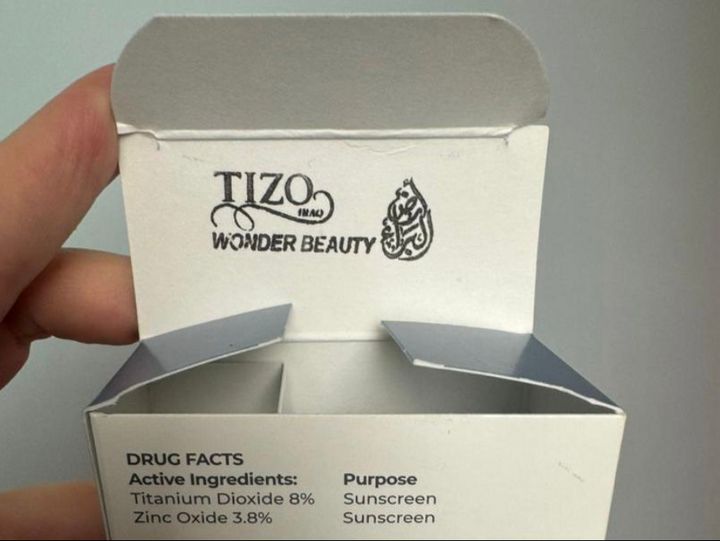 TIZO
IRAQ
WONDER BEAUTY
DRUG FACTS
Active Ingredients: Purpose
Titanium Dioxide 8% Sunscreen
Zinc Oxide 3.8% Sunscreen